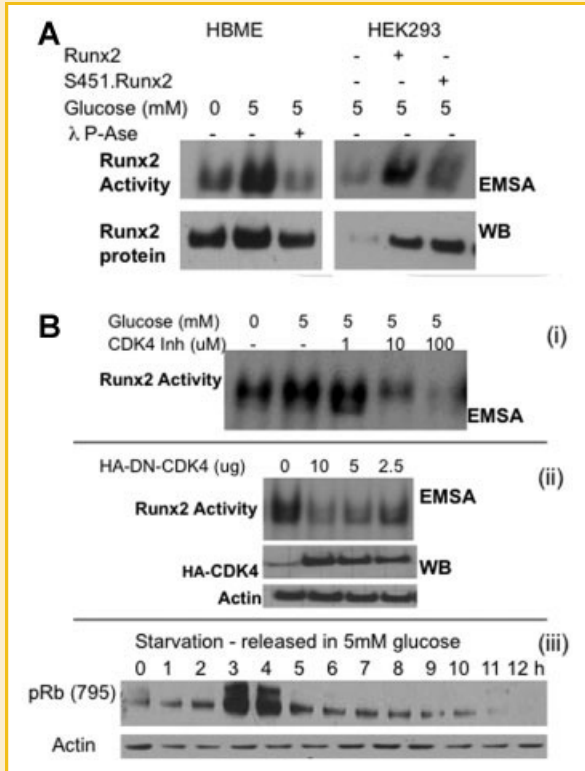 A
HBME HEK293
Runx2 - + -
S451.Runx2 - - +
Glucose (mM) 0 5 5 5 5 5
λ P-Ase - - + - - -
Runx2
Activity
EMSA
Runx2
protein
WB
B
Glucose (mM) 0 5 5 5 5
CDK4 Inh (uM) - - 1 10 100
(i)
Runx2 Activity
EMSA
HA-DN-CDK4 (ug) 0 10 5 2.5
(ii)
Runx2 Activity
EMSA
HA-CDK4
WB
Actin
Starvation - released in 5mM glucose
(iii)
0 1 2 3 4 5 6 7 8 9 10 11 12 h
pRb (795)
Actin